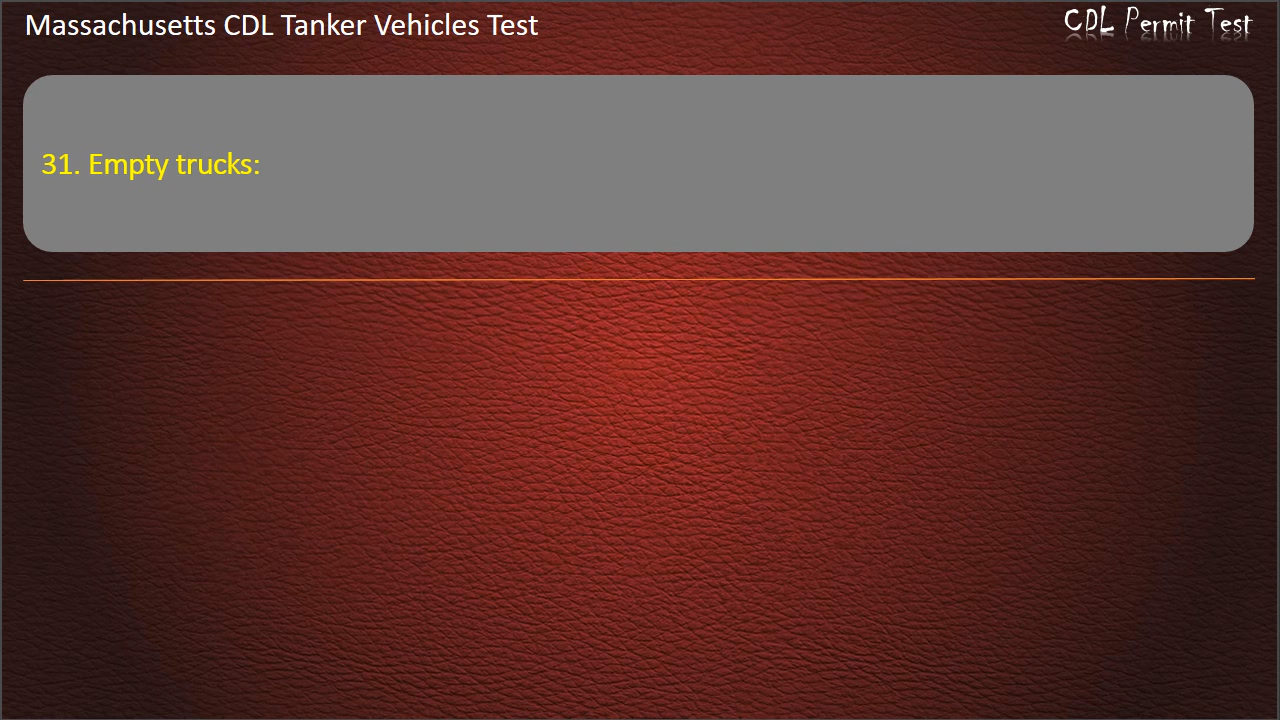 Massachusetts CDL Tanker Vehicles Test
CDL Permit Test
31. Empty trucks: